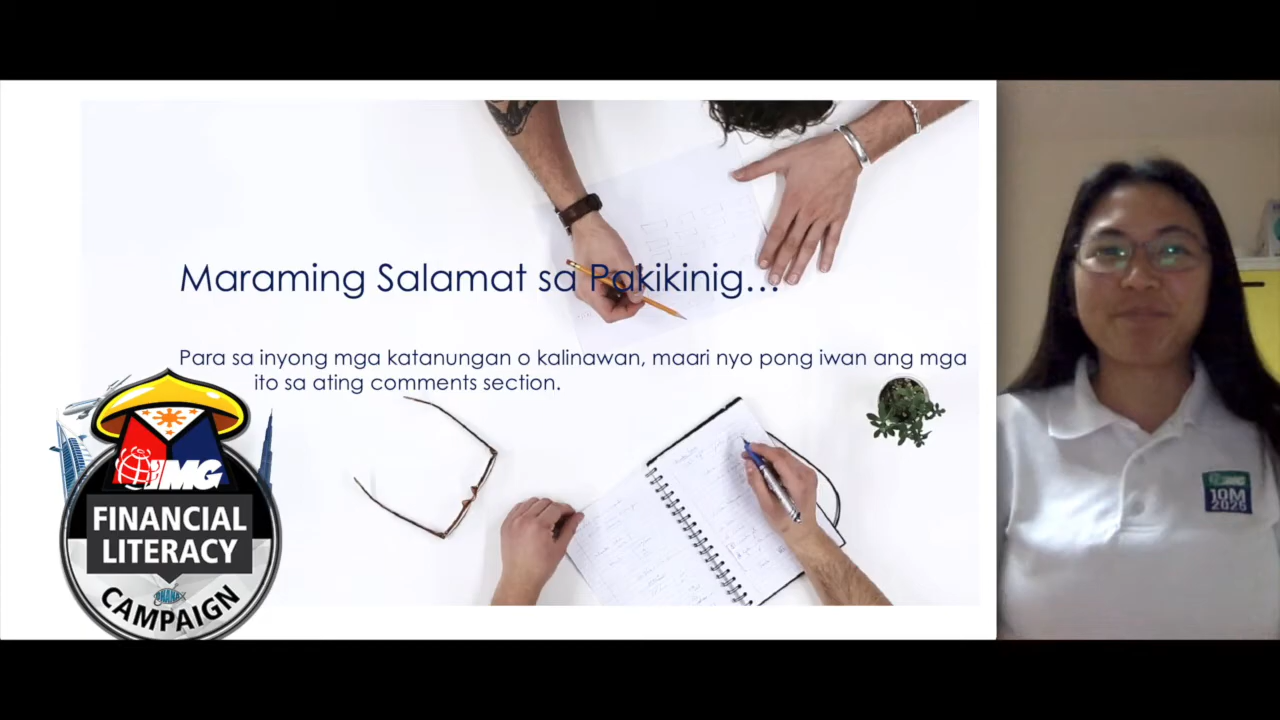 Maraming Salamat sa Pakikinig...
Para sa inyong mga katanungan o kalinawan, maari nyo pong iwan ang mga
ito sa ating comments section.
IMG
FINANCIAL
LITERACY
CAMPAIGN
10M
2025